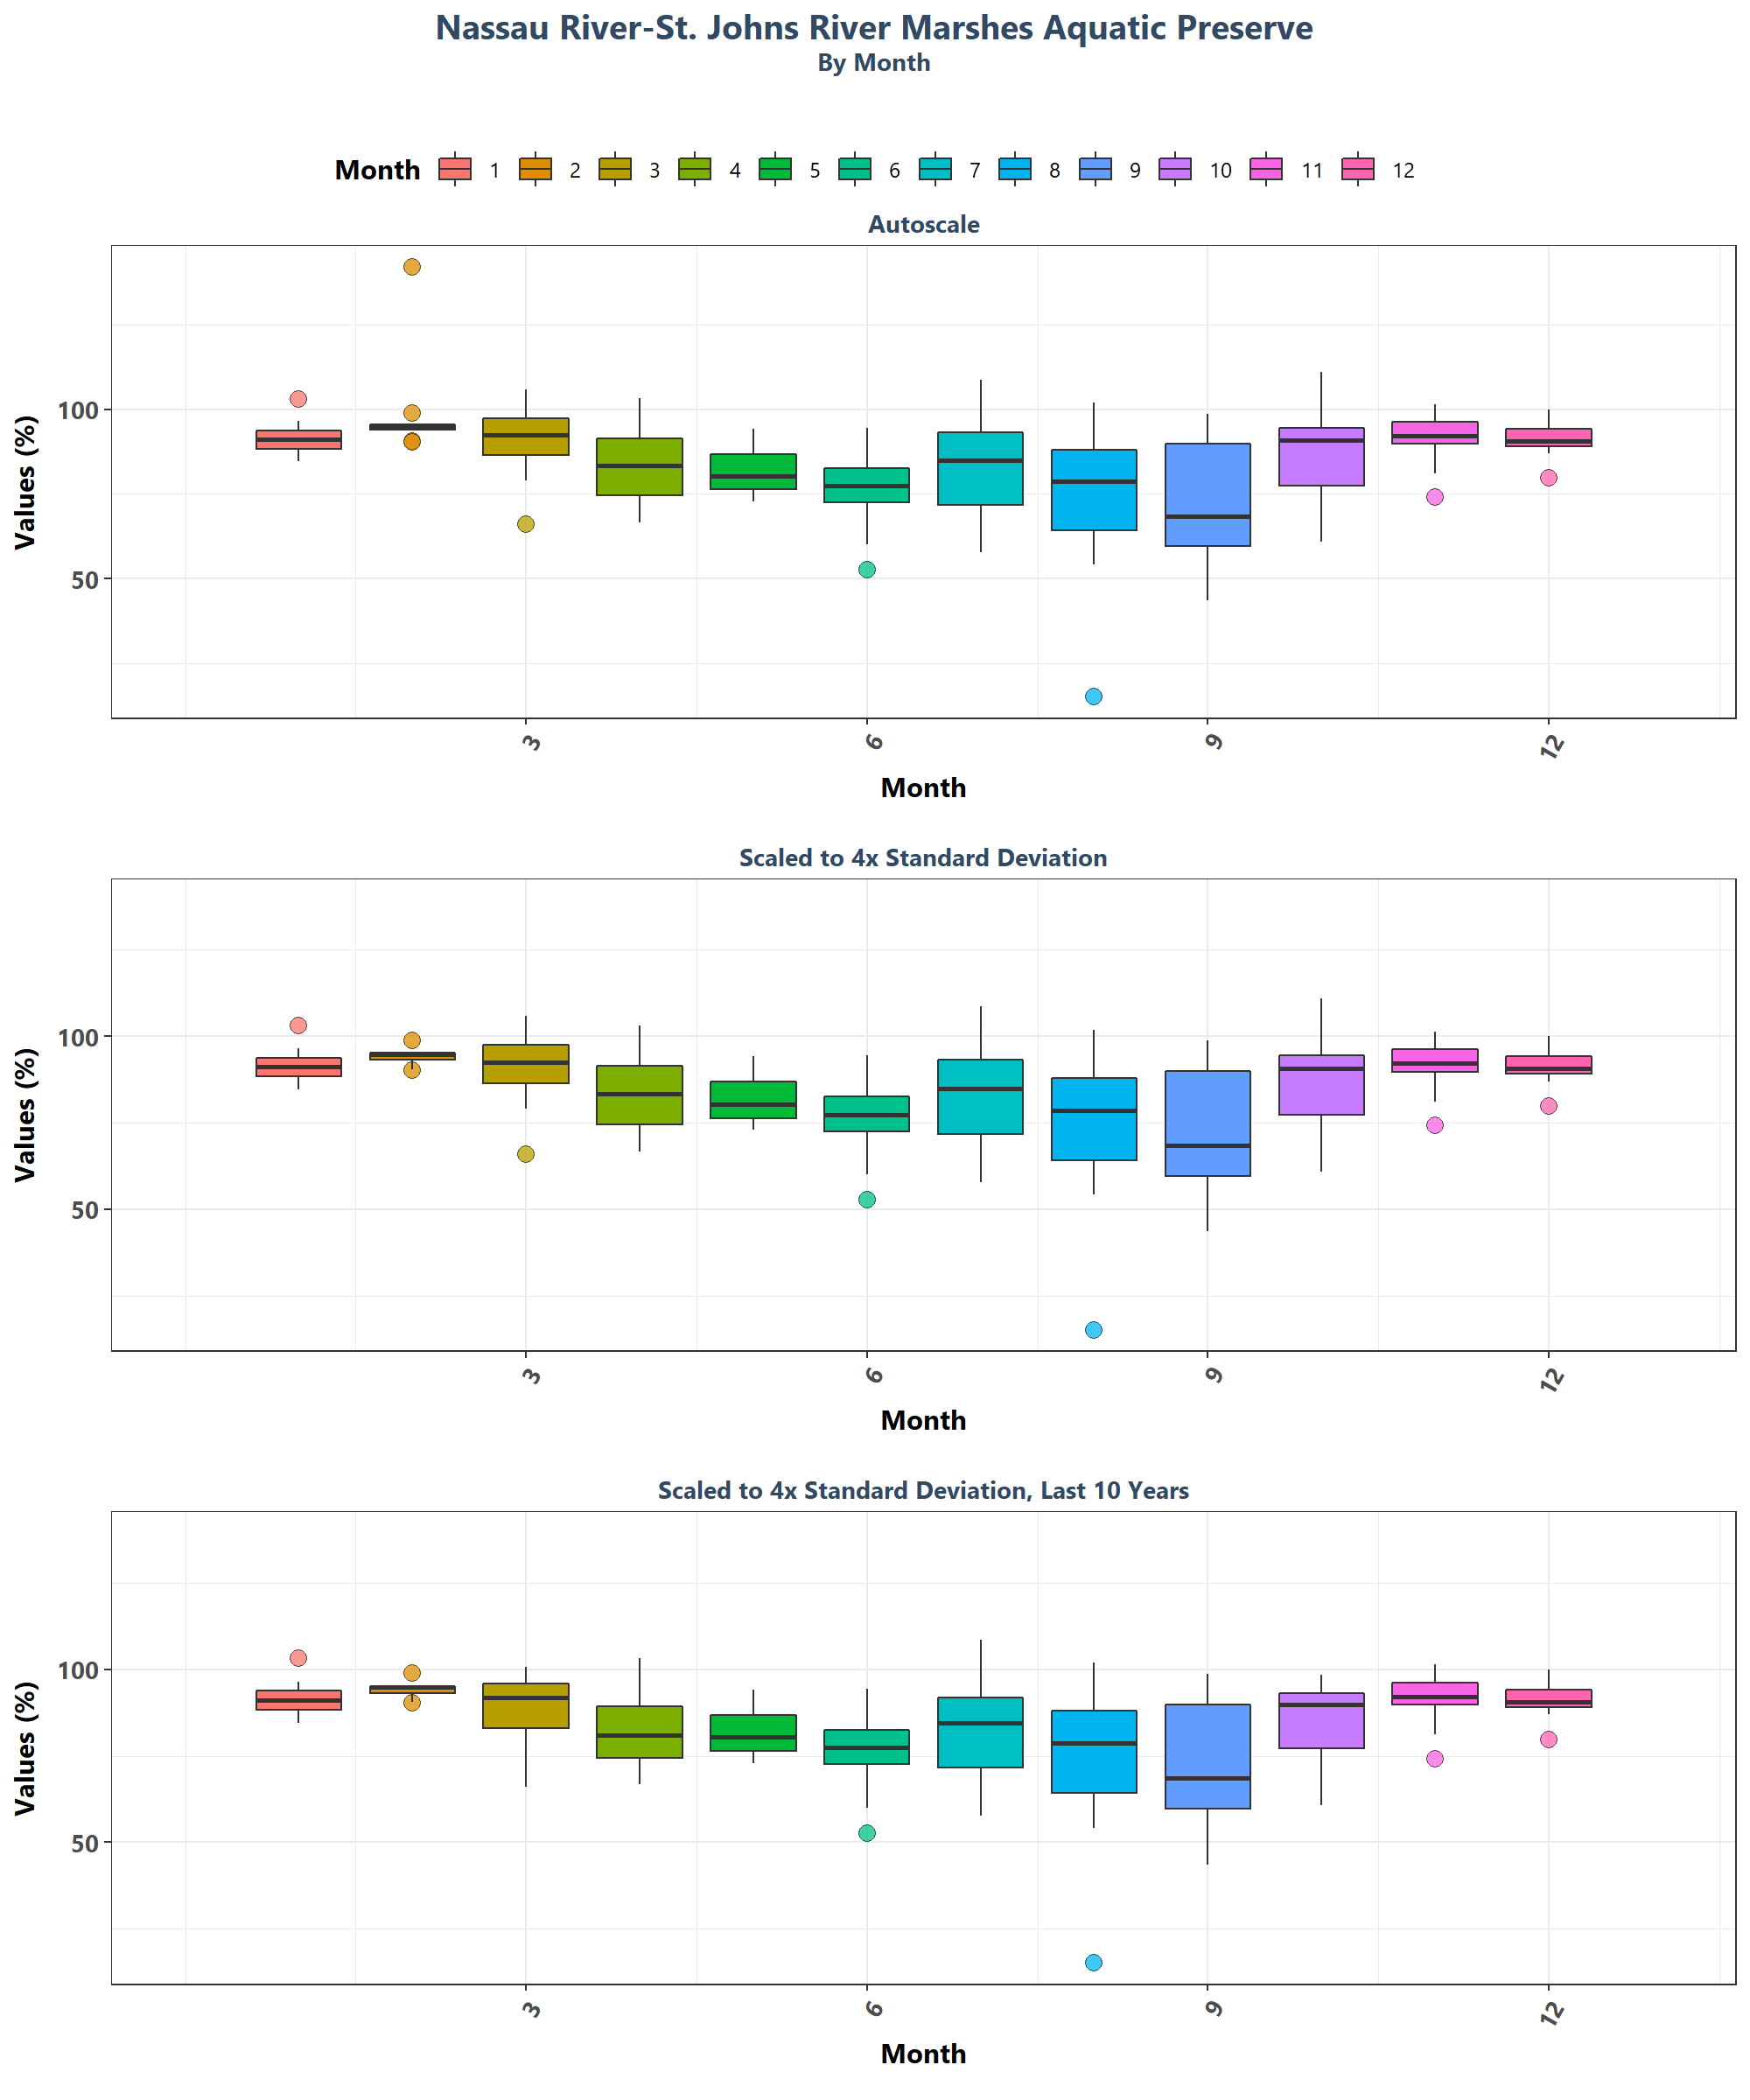 Nassau River-St. Johns River Marshes Aquatic Preserve
By Month
Month 1 2 3 4 5 6 7 8 9 10 11 12
Autoscale
Values (%)
100
50
3 6 9 12
Month
Scaled to 4x Standard Deviation
Values (%)
100
50
3 6 9 12
Month
Scaled to 4x Standard Deviation, Last 10 Years
Values (%)
100
50
3 6 9 12
Month